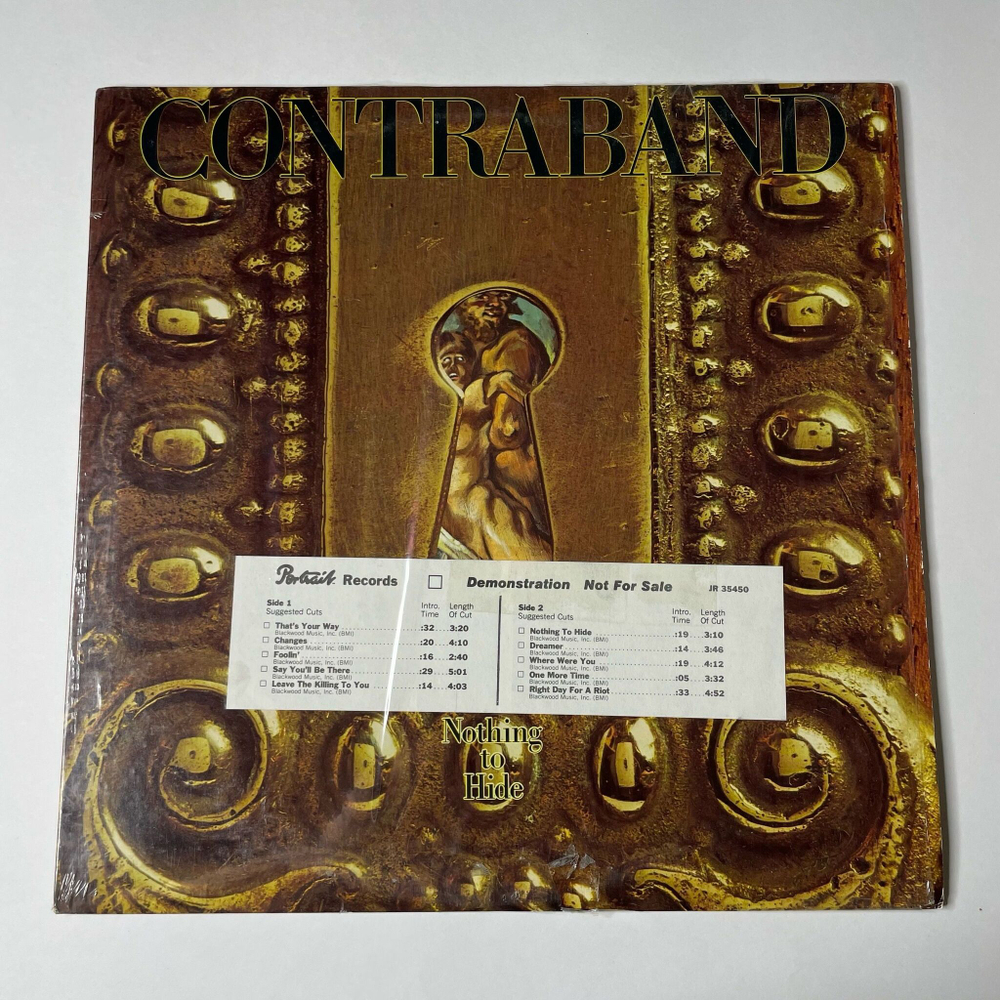 CONTRABAND
Portrait Records ☐ Demonstration Not For Sale JR 35450
Side 1
Suggested Cuts Intro. Time Length Of Cut
☐ That's Your Way :32 3:20
Blackwood Music, Inc. (BMI)
☐ Changes :20 4:10
Blackwood Music, Inc. (BMI)
☐ Foolin' :16 2:40
Blackwood Music, Inc. (BMI)
☐ Say You'll Be There :29 5:01
Blackwood Music, Inc. (BMI)
☐ Leave The Killing To You :14 4:03
Blackwood Music, Inc. (BMI)
Side 2
Suggested Cuts Intro. Time Length Of Cut
☐ Nothing To Hide :19 3:10
Blackwood Music, Inc. (BMI)
☐ Dreamer :14 3:46
Blackwood Music, Inc. (BMI)
☐ Where Were You :19 4:12
Blackwood Music, Inc. (BMI)
☐ One More Time :05 3:32
Blackwood Music, Inc. (BMI)
☐ Right Day For A Riot :33 4:52
Blackwood Music, Inc. (BMI)
Nothing
to
Hide